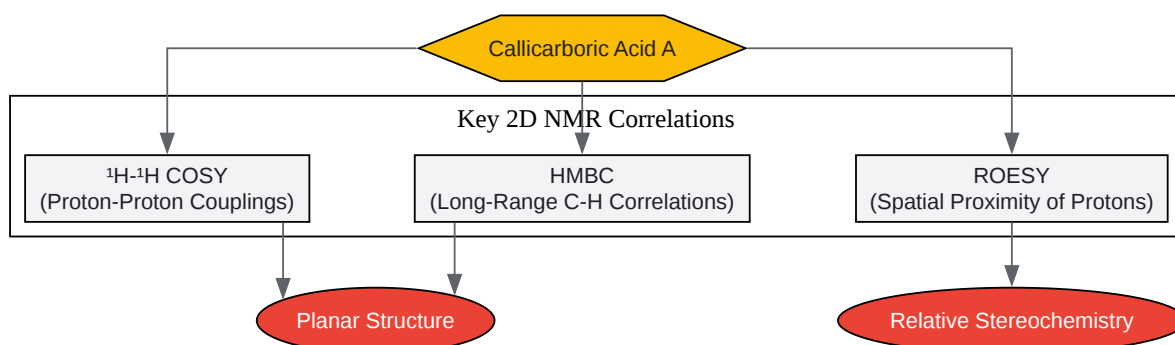 Callicarboric Acid A
Key 2D NMR Correlations
¹H-¹H COSY
(Proton-Proton Couplings)
HMBC
(Long-Range C-H Correlations)
ROESY
(Spatial Proximity of Protons)
Planar Structure
Relative Stereochemistry